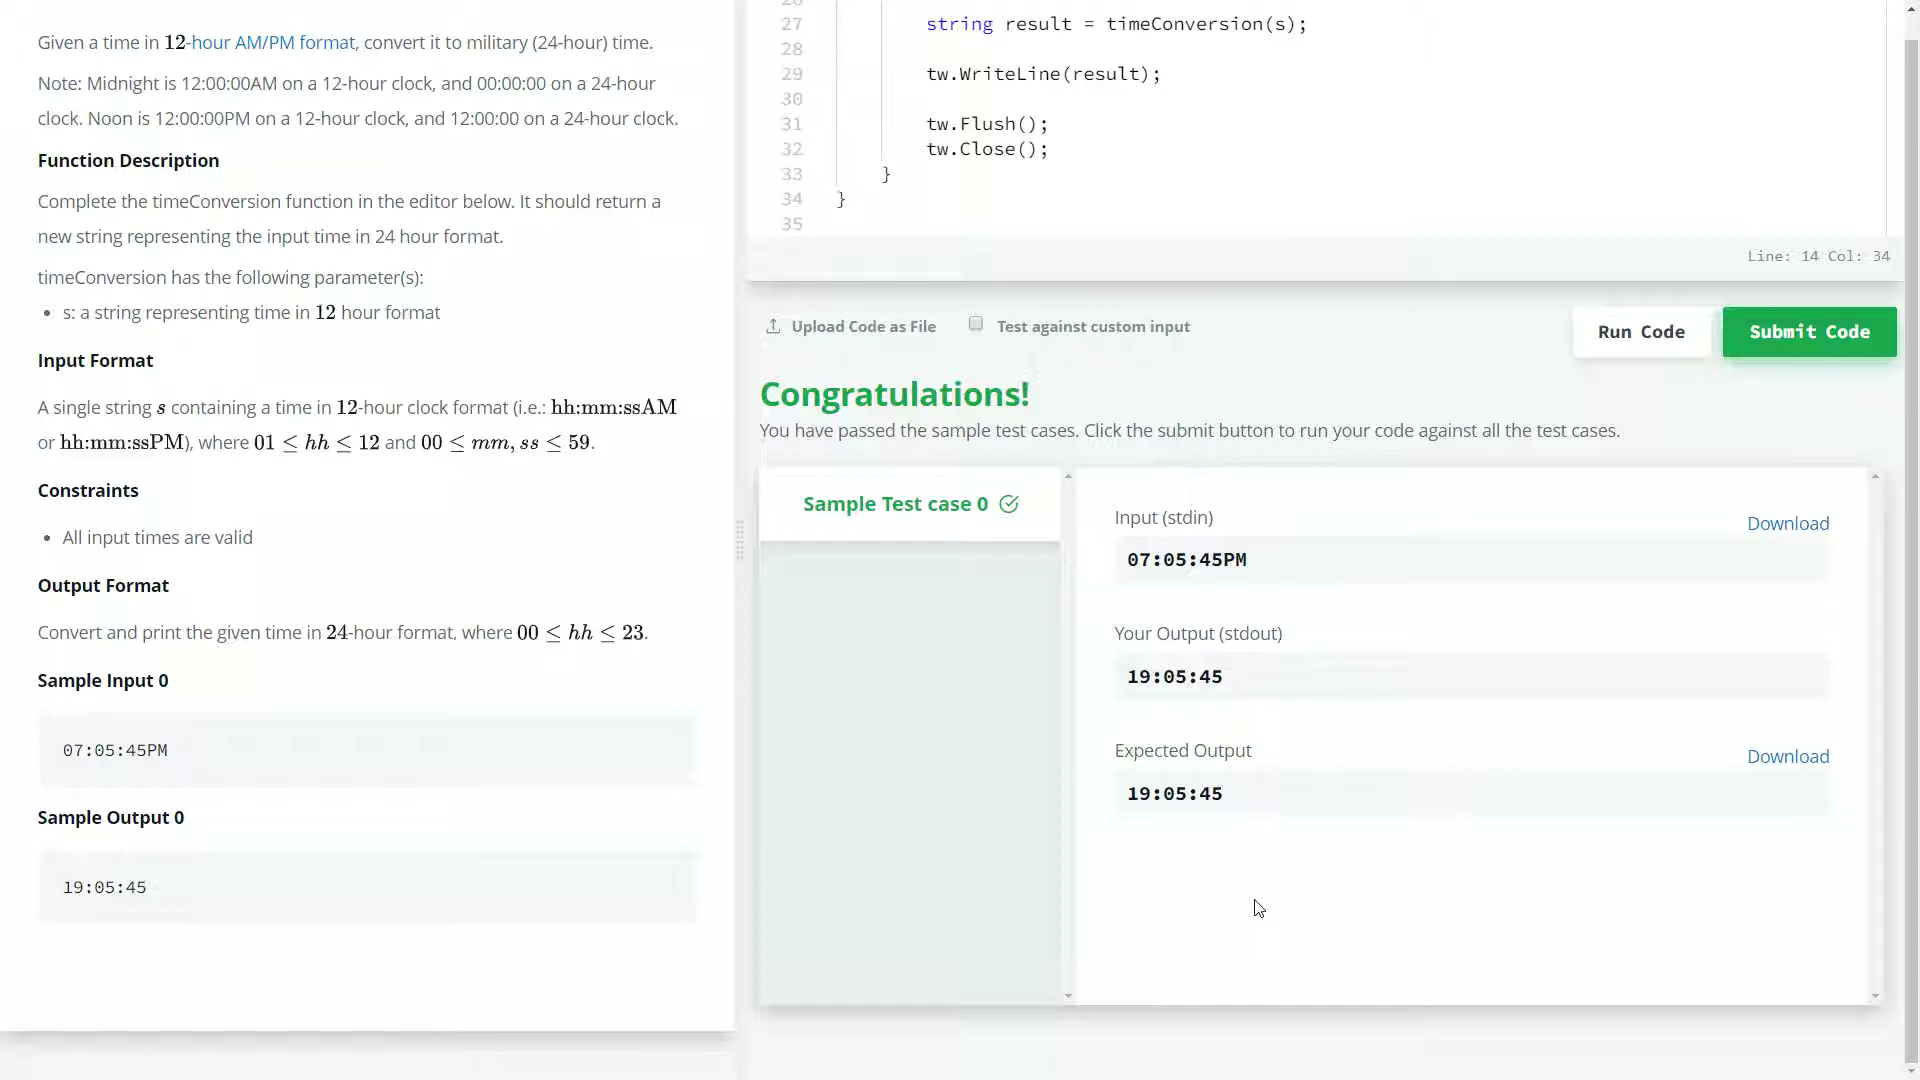 Given a time in 12-hour AM/PM format, convert it to military (24-hour) time.
Note: Midnight is 12:00:00AM on a 12-hour clock, and 00:00:00 on a 24-hour
clock. Noon is 12:00:00PM on a 12-hour clock, and 12:00:00 on a 24-hour clock.
Function Description
Complete the timeConversion function in the editor below. It should return a
new string representing the input time in 24 hour format.
timeConversion has the following parameter(s):
• s: a string representing time in 12 hour format
Input Format
A single string s containing a time in 12-hour clock format (i.e.: hh:mm:ssAM
or hh:mm:ssPM), where 01 ≤ hh ≤ 12 and 00 ≤ mm, ss ≤ 59.
Constraints
• All input times are valid
Output Format
Convert and print the given time in 24-hour format, where 00 ≤ hh ≤ 23.
Sample Input 0
07:05:45PM
Sample Output 0
19:05:45
27 string result = timeConversion(s);
28
29 tw.WriteLine(result);
30
31 tw.Flush();
32 tw.Close();
33 }
34 }
35
Line: 14 Col: 34
Upload Code as File Test against custom input Run Code Submit Code
Congratulations!
You have passed the sample test cases. Click the submit button to run your code against all the test cases.
Sample Test case 0
Input (stdin) Download
07:05:45PM
Your Output (stdout)
19:05:45
Expected Output Download
19:05:45